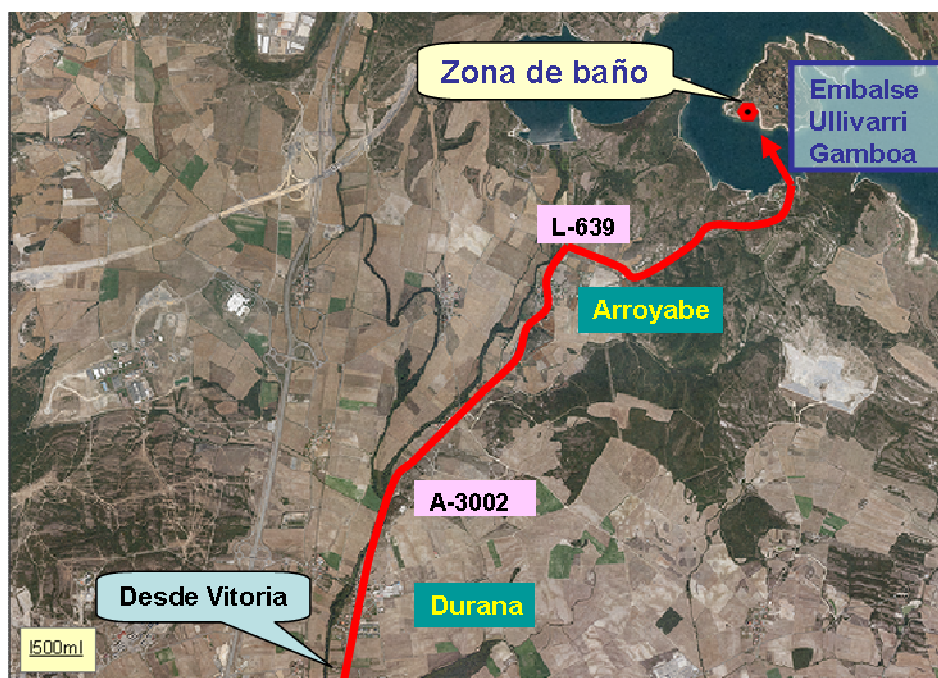 Zona de baño
Embalse
Ullivarri
Gamboa
L-639
Arroyabe
A-3002
Desde Vitoria
Durana
|500m|